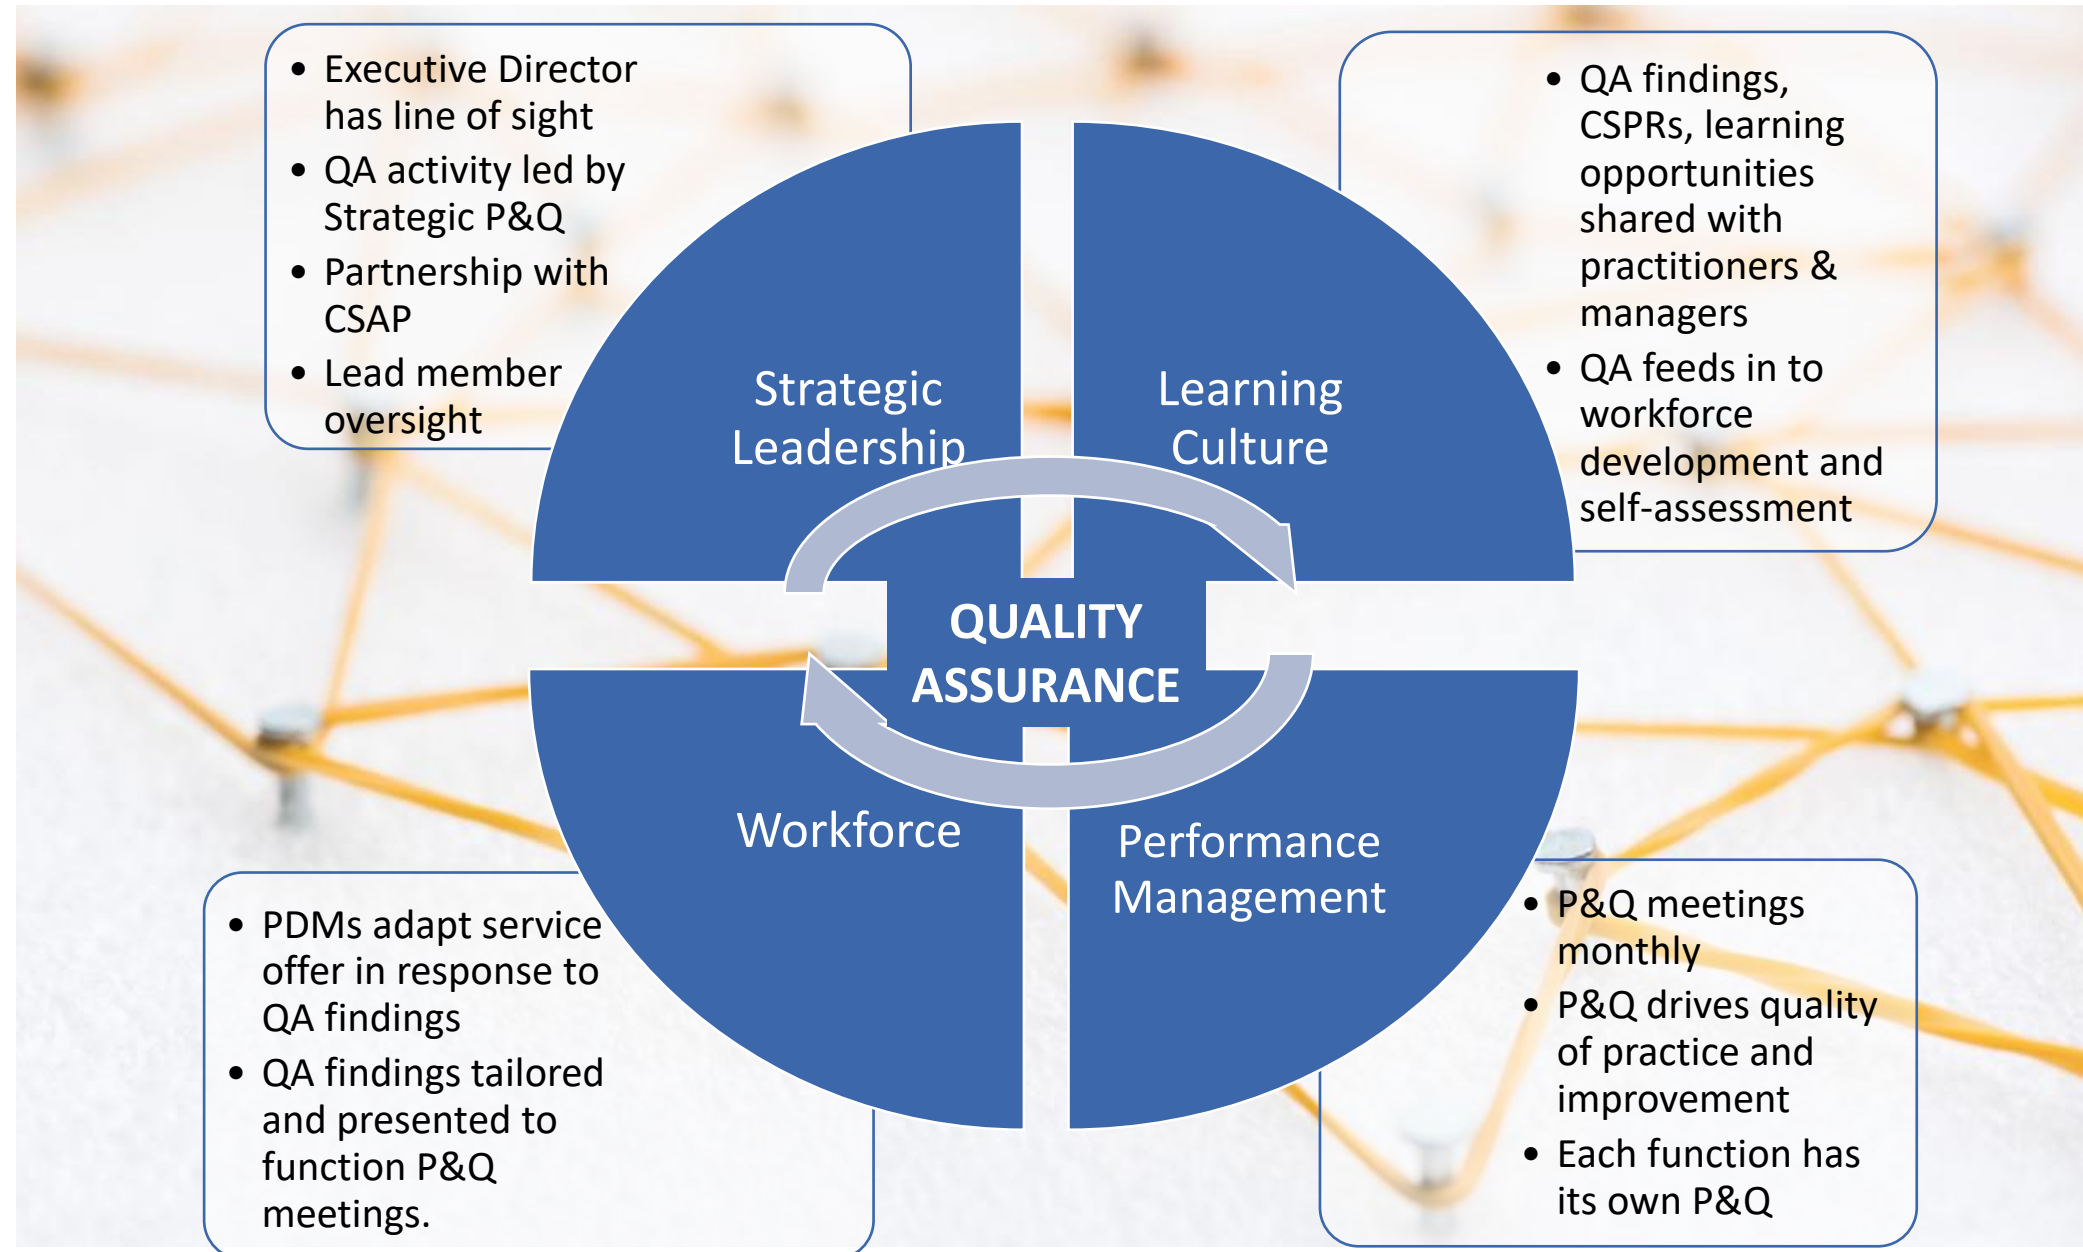 • Executive Director
has line of sight
• QA activity led by
Strategic P&Q
• Partnership with
CSAP
• Lead member
oversight
• QA findings,
CSPRs, learning
opportunities
shared with
practitioners &
managers
• QA feeds in to
workforce
development and
self-assessment
Strategic
Leadership
Learning
Culture
QUALITY
ASSURANCE
Workforce
Performance
Management
• PDMs adapt service
offer in response to
QA findings
• QA findings tailored
and presented to
function P&Q
meetings.
• P&Q meetings
monthly
• P&Q drives quality
of practice and
improvement
• Each function has
its own P&Q